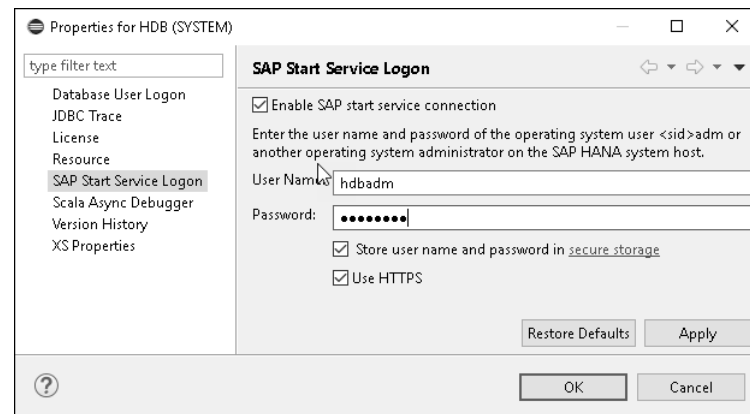 Properties for HDB (SYSTEM)
type filter text
Database User Logon
JDBC Trace
License
Resource
SAP Start Service Logon
Scala Async Debugger
Version History
XS Properties
SAP Start Service Logon
Enable SAP start service connection
Enter the user name and password of the operating system user <sid>adm or
another operating system administrator on the SAP HANA system host.
User Name: hdbadm
Password: ●●●●●●●●
Store user name and password in secure storage
Use HTTPS
Restore Defaults Apply
? OK Cancel